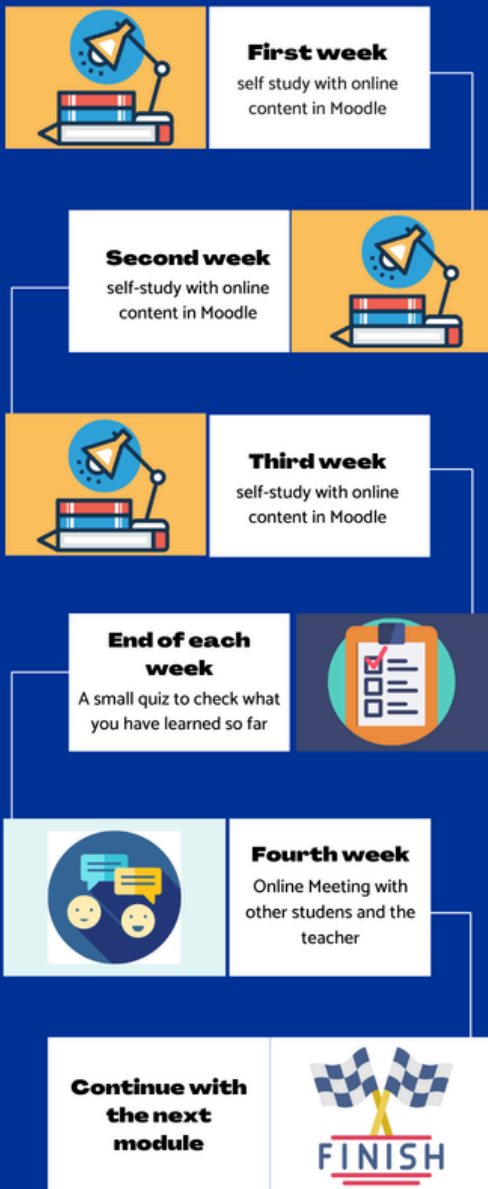 First week
self study with online
content in Moodle
Second week
self-study with online
content in Moodle
Third week
self-study with online
content in Moodle
End of each
week
A small quiz to check what
you have learned so far
Fourth week
Online Meeting with
other studens and the
teacher
Continue with
the next
module
FINISH